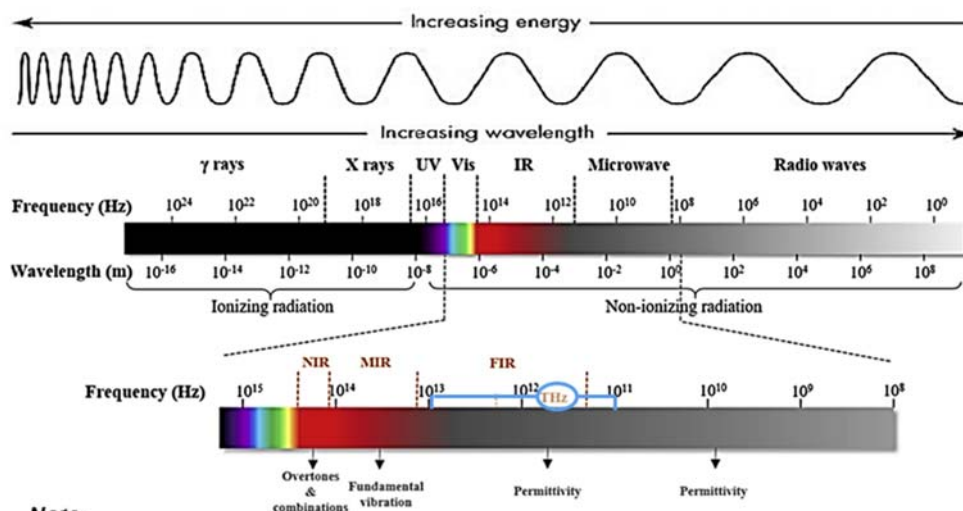 Increasing energy
Increasing wavelength
γ rays X rays UV Vis IR Microwave Radio waves
Frequency (Hz) 10²⁴ 10²² 10²⁰ 10¹⁸ 10¹⁶ 10¹⁴ 10¹² 10¹⁰ 10⁸ 10⁶ 10⁴ 10² 10⁰
Wavelength (m) 10⁻¹⁶ 10⁻¹⁴ 10⁻¹² 10⁻¹⁰ 10⁻⁸ 10⁻⁶ 10⁻⁴ 10⁻² 10⁰ 10² 10⁴ 10⁶ 10⁸
Ionizing radiation Non-ionizing radiation
NIR MIR FIR
Frequency (Hz) 10¹⁵ 10¹⁴ 10¹³ 10¹² THz 10¹¹ 10¹⁰ 10⁹ 10⁸
Overtones
& Fundamental Permittivity Permittivity
combinations vibration